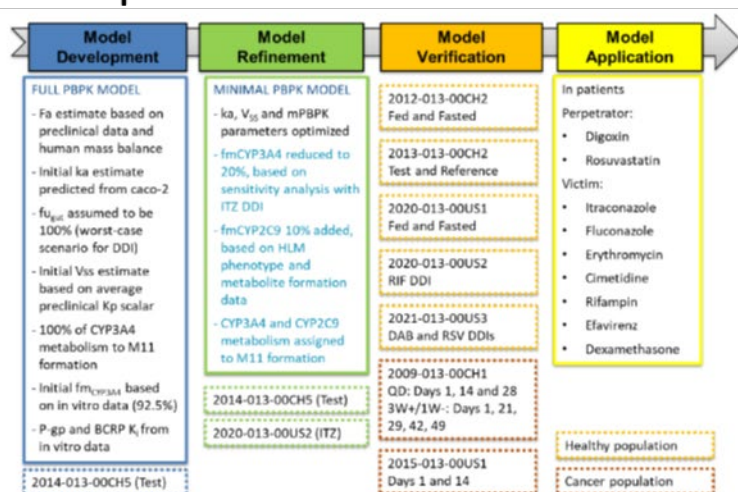 Model
Development
FULL PBPK MODEL
- Fa estimate based on
preclinical data and
human mass balance
- Initial ka estimate
predicted from caco-2
- fugut assumed to be
100% (worst-case
scenario for DDI)
- Initial Vss estimate
based on average
preclinical Kp scalar
- 100% of CYP3A4
metabolism to M11
formation
- Initial fmCYP3A4 based
on in vitro data (92.5%)
- P-gp and BCRP Ki from
in vitro data
2014-013-00CH5 (Test)
Model
Refinement
MINIMAL PBPK MODEL
- ka, VSS and mPBPK
parameters optimized
- fmCYP3A4 reduced to
20%, based on
sensitivity analysis with
ITZ DDI
- fmCYP2C9 10% added,
based on HLM
phenotype and
metabolite formation
data
- CYP3A4 and CYP2C9
metabolism assigned
to M11 formation
2014-013-00CH5 (Test)
2020-013-00US2 (ITZ)
Model
Verification
2012-013-00CH2
Fed and Fasted
2013-013-00CH2
Test and Reference
2020-013-00US1
Fed and Fasted
2020-013-00US2
RIF DDI
2021-013-00US3
DAB and RSV DDIs
2009-013-00CH1
QD: Days 1, 14 and 28
3W+/1W-: Days 1, 21,
29, 42, 49
2015-013-00US1
Days 1 and 14
Model
Application
In patients
Perpetrator:
• Digoxin
• Rosuvastatin
Victim:
• Itraconazole
• Fluconazole
• Erythromycin
• Cimetidine
• Rifampin
• Efavirenz
• Dexamethasone
Healthy population
Cancer population